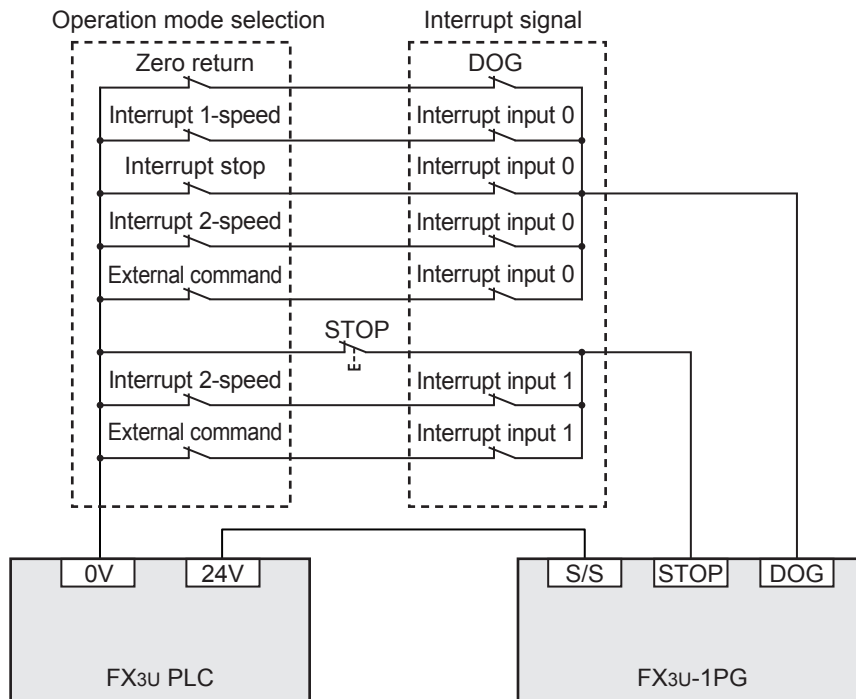 Operation mode selection Interrupt signal
Zero return DOG
Interrupt 1-speed Interrupt input 0
Interrupt stop Interrupt input 0
Interrupt 2-speed Interrupt input 0
External command Interrupt input 0
STOP
Interrupt 2-speed Interrupt input 1
External command Interrupt input 1
0V 24V S/S STOP DOG
FX3U PLC FX3U-1PG